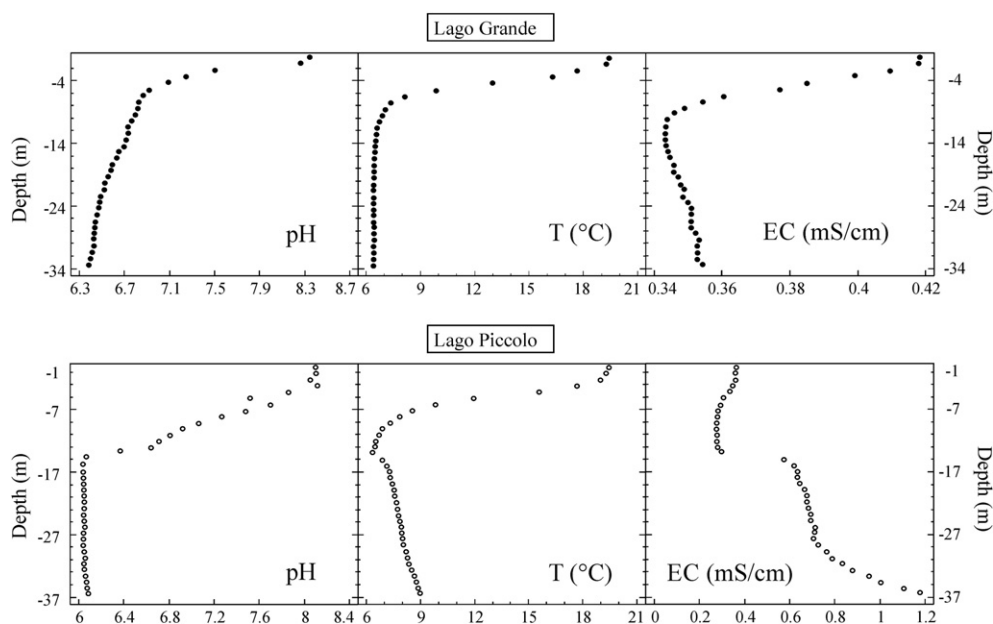 Lago Grande
Depth (m)
-4
-14
-24
-34
6.3 6.7 7.1 7.5 7.9 8.3 8.7
pH
6 9 12 15 18 21
T (°C)
0.34 0.36 0.38 0.4 0.42
EC (mS/cm)
-4
-14
-24
-34
Depth (m)
Lago Piccolo
Depth (m)
-1
-7
-17
-27
-37
6 6.4 6.8 7.2 7.6 8 8.4
pH
6 9 12 15 18 21
T (°C)
0 0.2 0.4 0.6 0.8 1 1.2
EC (mS/cm)
-1
-7
-17
-27
-37
Depth (m)